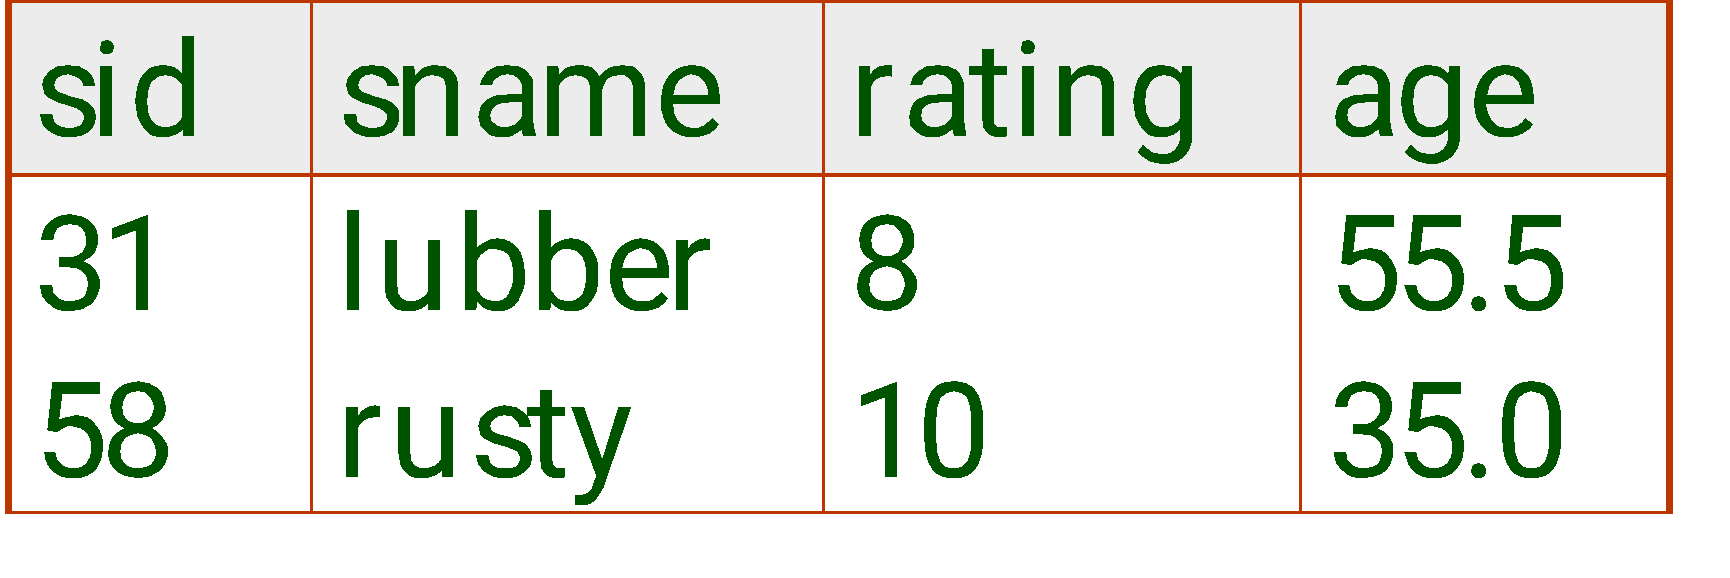 sid sname rating age
31 lubber 8 55.5
58 rusty 10 35.0